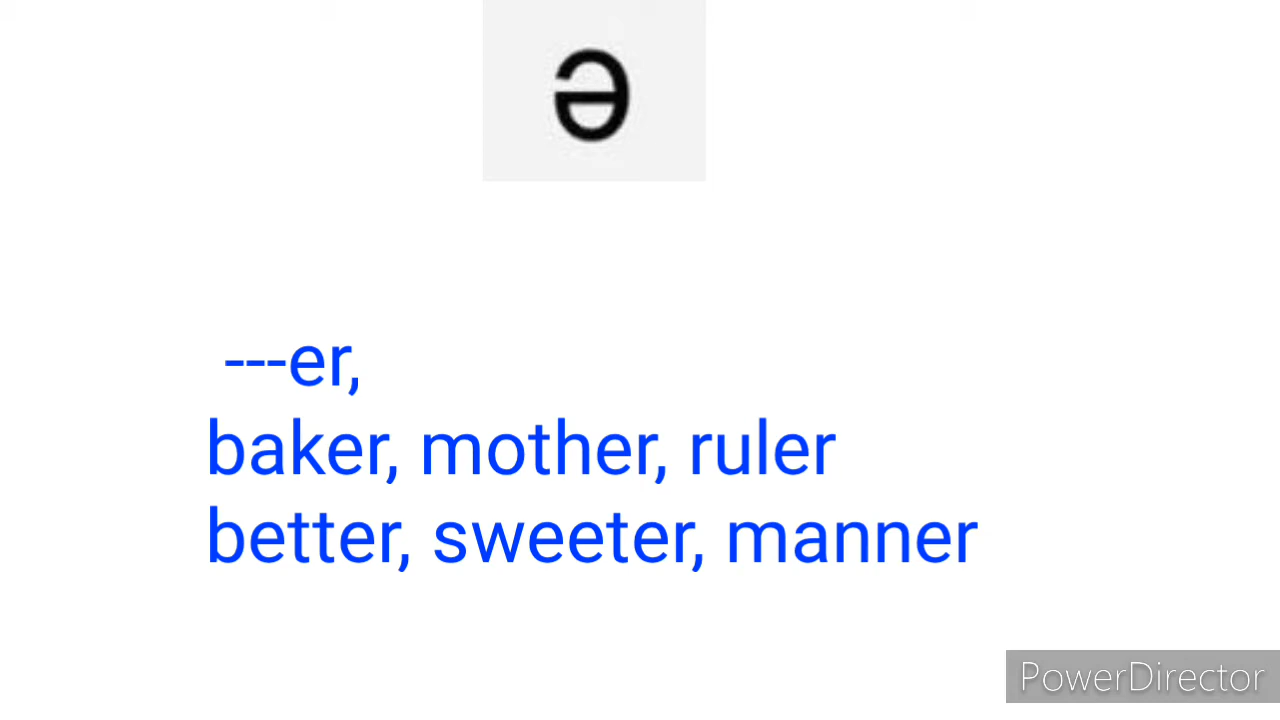 ə
---er,
baker, mother, ruler
better, sweeter, manner
PowerDirector